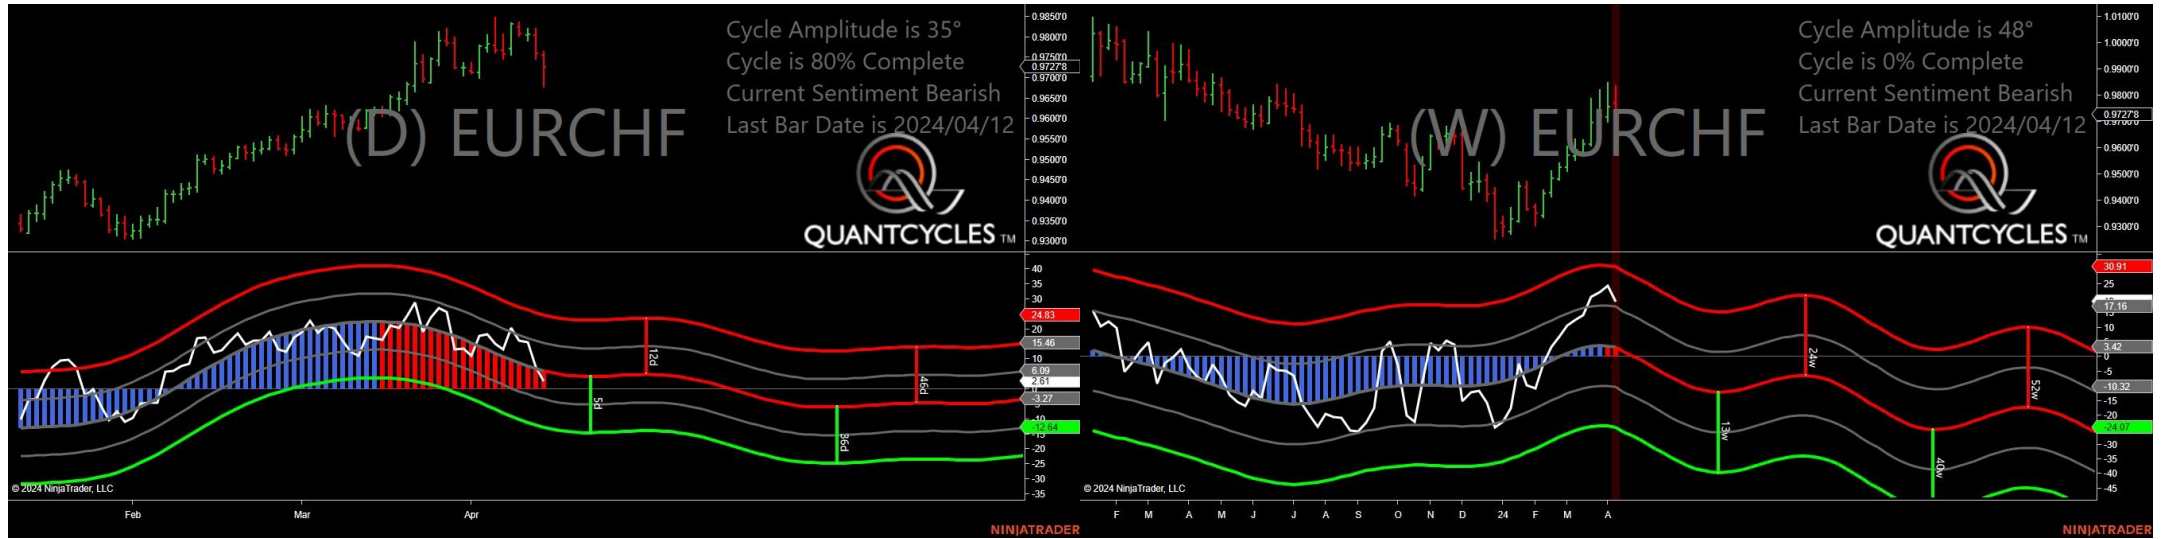 Cycle Amplitude is 35°
Cycle is 80% Complete
Current Sentiment Bearish
Last Bar Date is 2024/04/12
(D) EURCHF
QUANTCYCLES TM
0.9850'0
0.9800'0
0.9750'0
0.9727'8
0.9700'0
0.9650'0
0.9600'0
0.9550'0
0.9500'0
0.9450'0
0.9400'0
0.9350'0
0.9300'0
40
35
30
24.83
20
15.46
10
6.09
2.61
-3.27
-12.64
-15
-20
-25
-30
-35
12d
5d
46d
36d
© 2024 NinjaTrader, LLC
Feb Mar Apr
NINJATRADER
Cycle Amplitude is 48°
Cycle is 0% Complete
Current Sentiment Bearish
Last Bar Date is 2024/04/12
(W) EURCHF
QUANTCYCLES TM
1.0100'0
1.0000'0
0.9900'0
0.9800'0
0.9727'8
0.9600'0
0.9500'0
0.9400'0
0.9300'0
30.91
25
17.16
10
3.42
0
-10.32
-15
-20
-24.07
-30
-35
-40
-45
24w
13w
52w
40w
© 2024 NinjaTrader, LLC
F M A M J J A S O N D 24 F M A
NINJATRADER